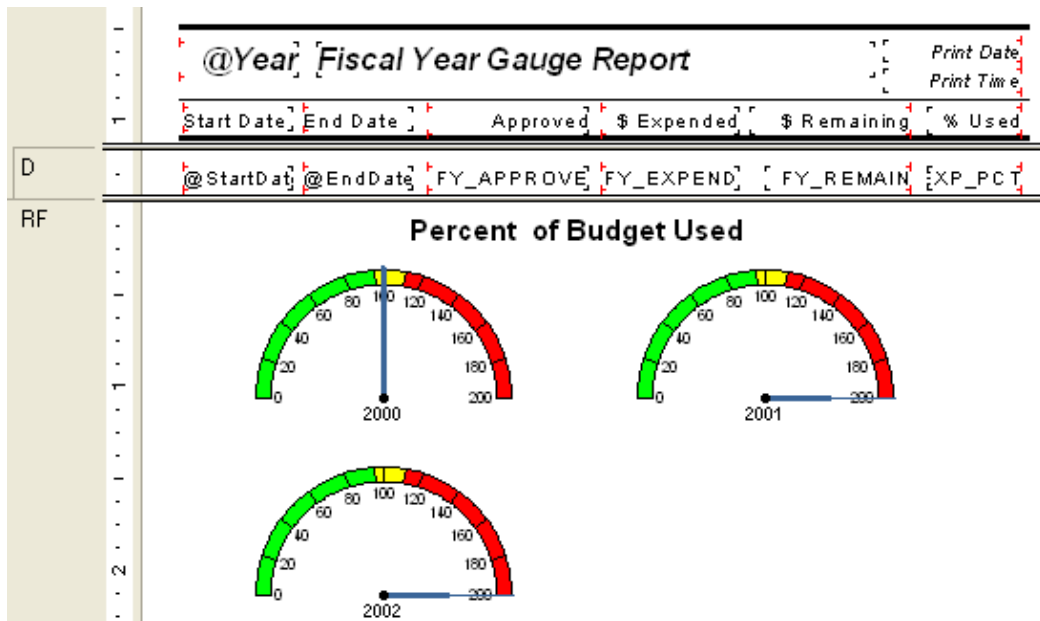 @Year Fiscal Year Gauge Report
Print Date
Print Time
Start Date End Date Approved $ Expended $ Remaining % Used
D
@StartDat @EndDate FY_APPROVE FY_EXPEND FY_REMAIN EXP_PCT
RF
Percent of Budget Used
0 20 40 60 80 100 120 140 160 180 200
2000
0 20 40 60 80 100 120 140 160 180 200
2001
0 20 40 60 80 100 120 140 160 180 200
2002
1
1
2